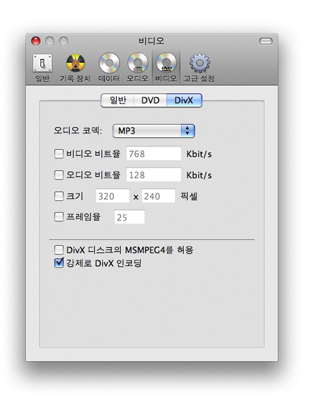 비디오
일반 기록 장치 데이터 오디오 비디오 고급 설정
일반 DVD DivX
오디오 코덱: MP3
비디오 비트율 768 Kbit/s
오디오 비트율 128 Kbit/s
크기 320 x 240 픽셀
프레임율 25
DivX 디스크의 MSMPEG4를 허용
강제로 DivX 인코딩